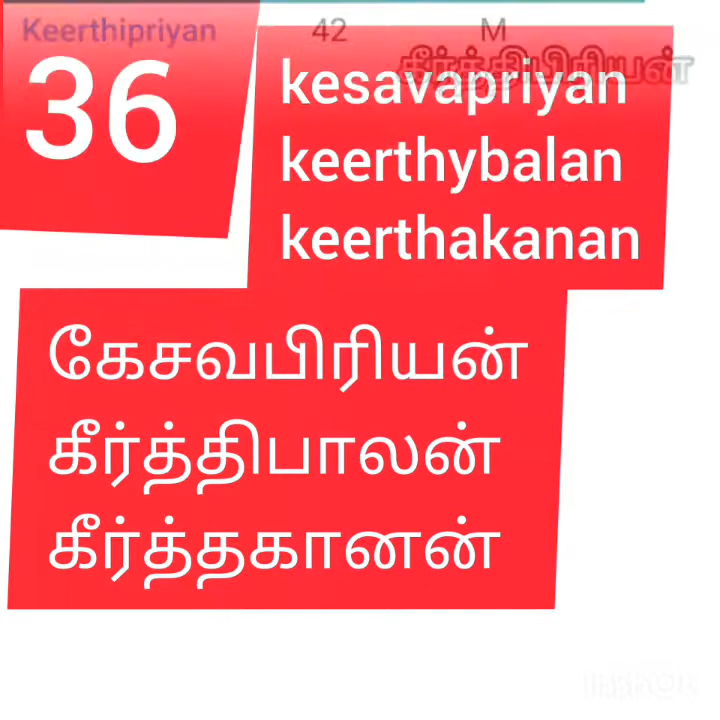 Keerthipriyan 42 M
கீர்த்திபிரியன்
36
kesavapriyan
keerthybalan
keerthakanan
கேசவபிரியன்
கீர்த்திபாலன்
கீர்த்தகானன்